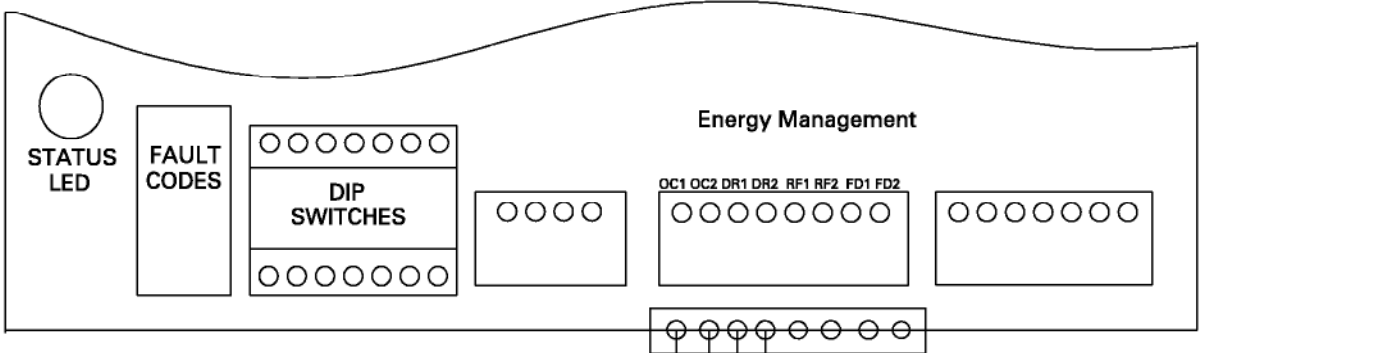 Energy Management
STATUS
LED
FAULT
CODES
DIP
SWITCHES
OC1 OC2 DR1 DR2 RF1 RF2 FD1 FD2